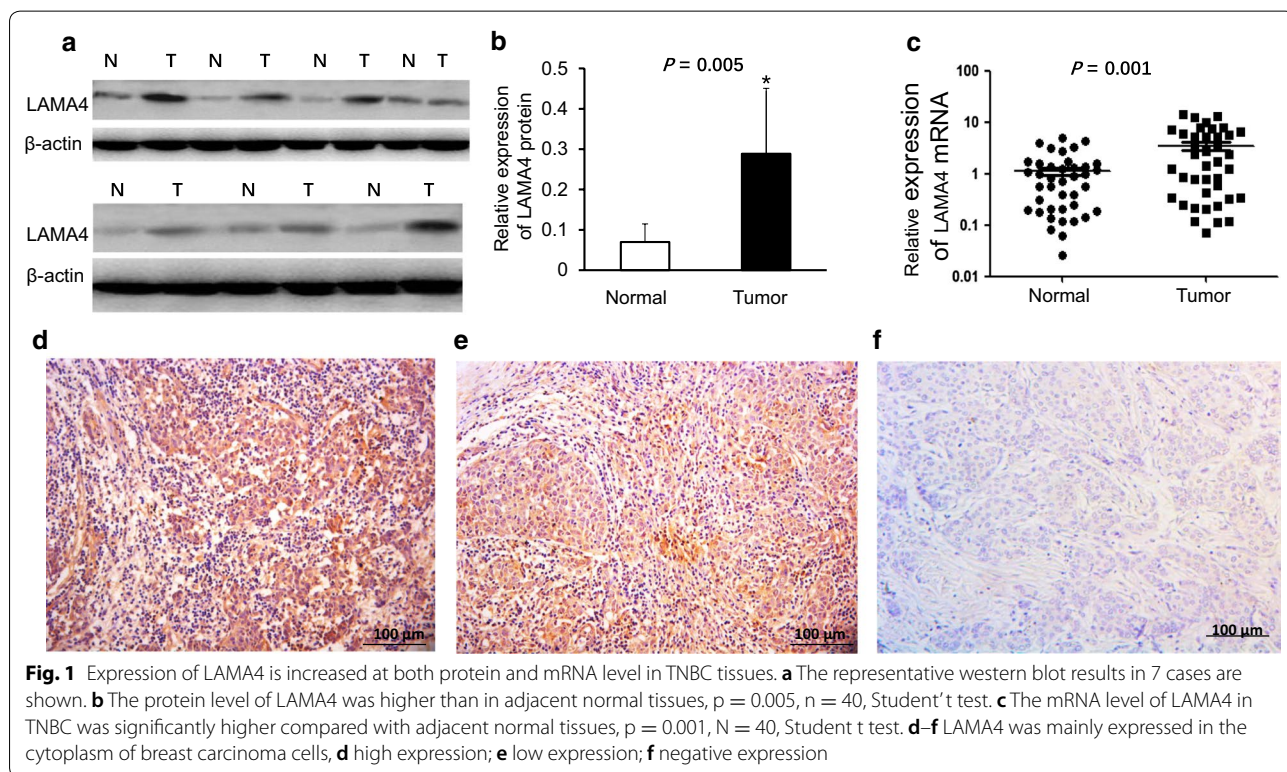 a
N T N T N T N T
LAMA4
β-actin
N T N T N T
LAMA4
β-actin
b
P = 0.005
Relative expression
of LAMA4 protein
0.5
0.4
0.3
0.2
0.1
0
*
Normal Tumor
c
P = 0.001
Relative expression
of LAMA4 mRNA
100
10
1
0.1
0.01
Normal Tumor
d
100 µm
e
100 µm
f
100 µm
Fig. 1 Expression of LAMA4 is increased at both protein and mRNA level in TNBC tissues. a The representative western blot results in 7 cases are
shown. b The protein level of LAMA4 was higher than in adjacent normal tissues, p = 0.005, n = 40, Student’ t test. c The mRNA level of LAMA4 in
TNBC was significantly higher compared with adjacent normal tissues, p = 0.001, N = 40, Student t test. d–f LAMA4 was mainly expressed in the
cytoplasm of breast carcinoma cells, d high expression; e low expression; f negative expression